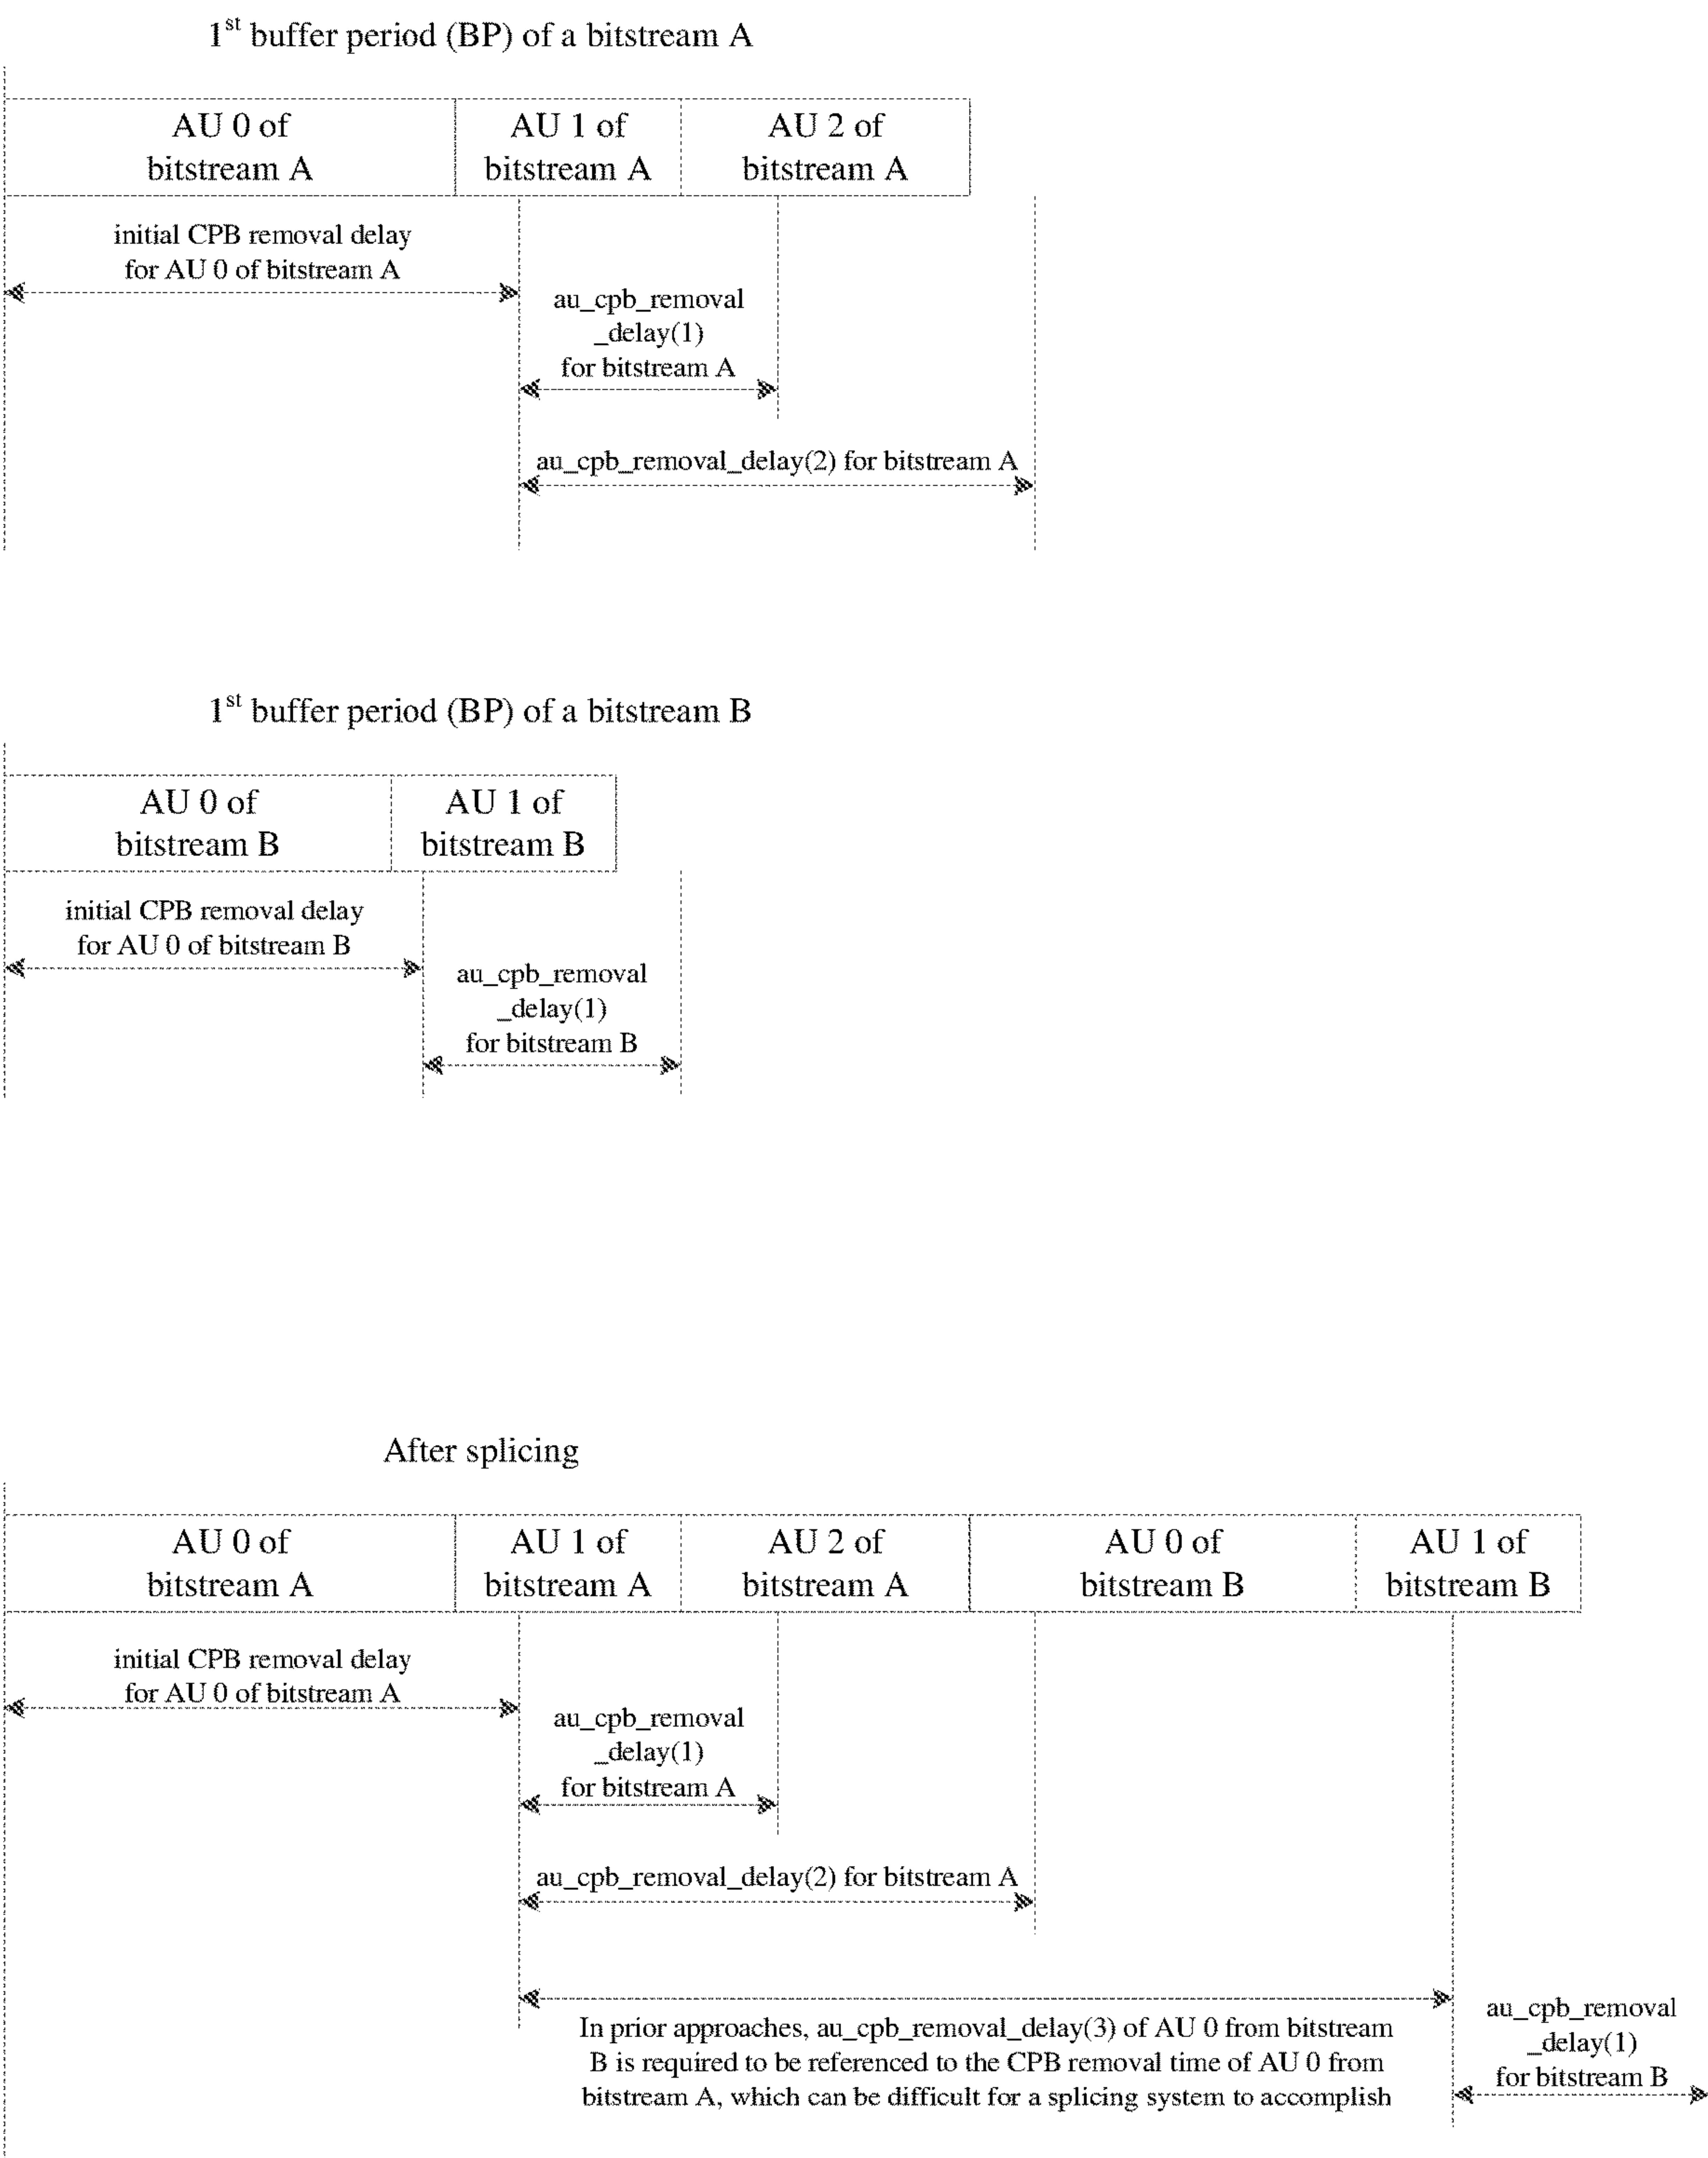 1st buffer period (BP) of a bitstream A
AU 0 of
bitstream A
AU 1 of
bitstream A
AU 2 of
bitstream A
initial CPB removal delay
for AU 0 of bitstream A
au_cpb_removal
_delay(1)
for bitstream A
au_cpb_removal_delay(2) for bitstream A
1st buffer period (BP) of a bitstream B
AU 0 of
bitstream B
AU 1 of
bitstream B
initial CPB removal delay
for AU 0 of bitstream B
au_cpb_removal
_delay(1)
for bitstream B
After splicing
AU 0 of
bitstream A
AU 1 of
bitstream A
AU 2 of
bitstream A
AU 0 of
bitstream B
AU 1 of
bitstream B
initial CPB removal delay
for AU 0 of bitstream A
au_cpb_removal
_delay(1)
for bitstream A
au_cpb_removal_delay(2) for bitstream A
In prior approaches, au_cpb_removal_delay(3) of AU 0 from bitstream
B is required to be referenced to the CPB removal time of AU 0 from
bitstream A, which can be difficult for a splicing system to accomplish
au_cpb_removal
_delay(1)
for bitstream B